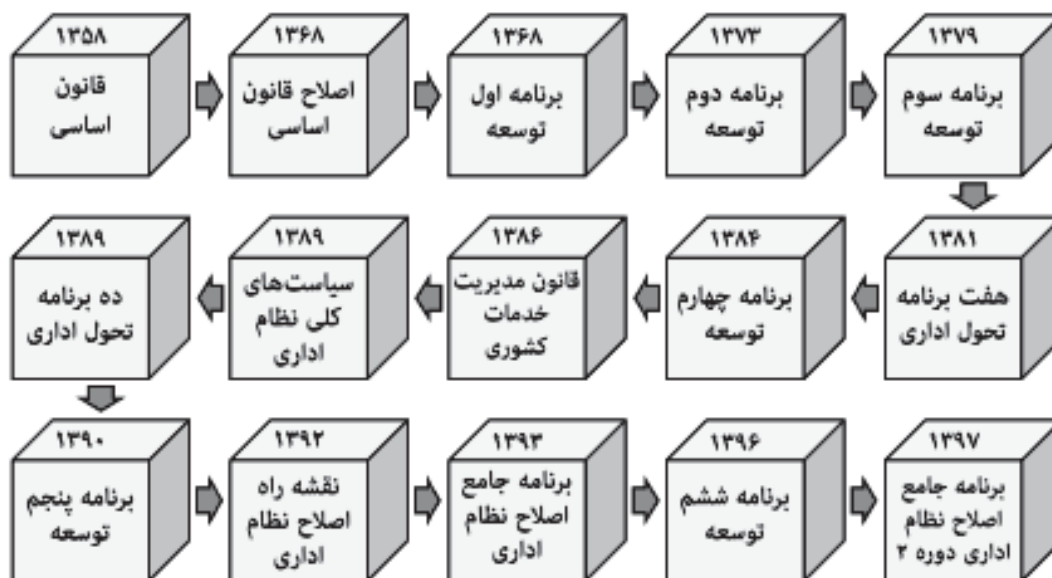 ۱۳۵۸
قانون
اساسی
۱۳۶۸
اصلاح قانون
اساسی
۱۳۶۸
برنامه اول
توسعه
۱۳۷۳
برنامه دوم
توسعه
۱۳۷۹
برنامه سوم
توسعه
۱۳۸۱
هفت برنامه
تحول اداری
۱۳۸۴
برنامه چهارم
توسعه
۱۳۸۶
قانون مدیریت
خدمات
کشوری
۱۳۸۹
سیاست‌های
کلی نظام
اداری
۱۳۸۹
ده برنامه
تحول اداری
۱۳۹۰
برنامه پنجم
توسعه
۱۳۹۲
نقشه راه
اصلاح نظام
اداری
۱۳۹۳
برنامه جامع
اصلاح نظام
اداری
۱۳۹۶
برنامه ششم
توسعه
۱۳۹۷
برنامه جامع
اصلاح نظام
اداری دوره ۲